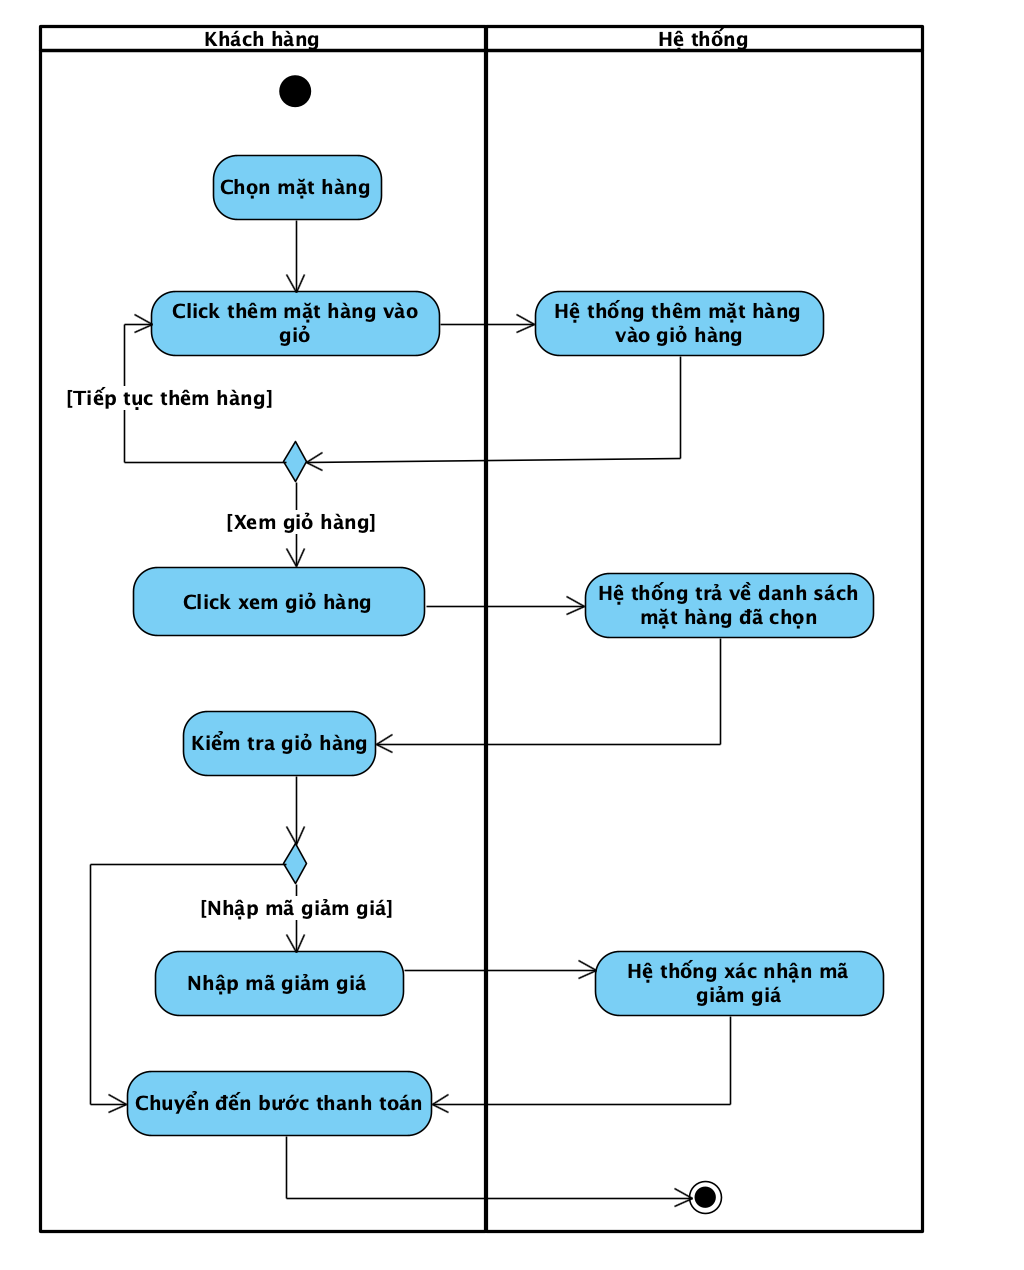 Khách hàng
Hệ thống
Chọn mặt hàng
Click thêm mặt hàng vào
giỏ
Hệ thống thêm mặt hàng
vào giỏ hàng
[Tiếp tục thêm hàng]
[Xem giỏ hàng]
Click xem giỏ hàng
Hệ thống trả về danh sách
mặt hàng đã chọn
Kiểm tra giỏ hàng
[Nhập mã giảm giá]
Nhập mã giảm giá
Hệ thống xác nhận mã
giảm giá
Chuyển đến bước thanh toán